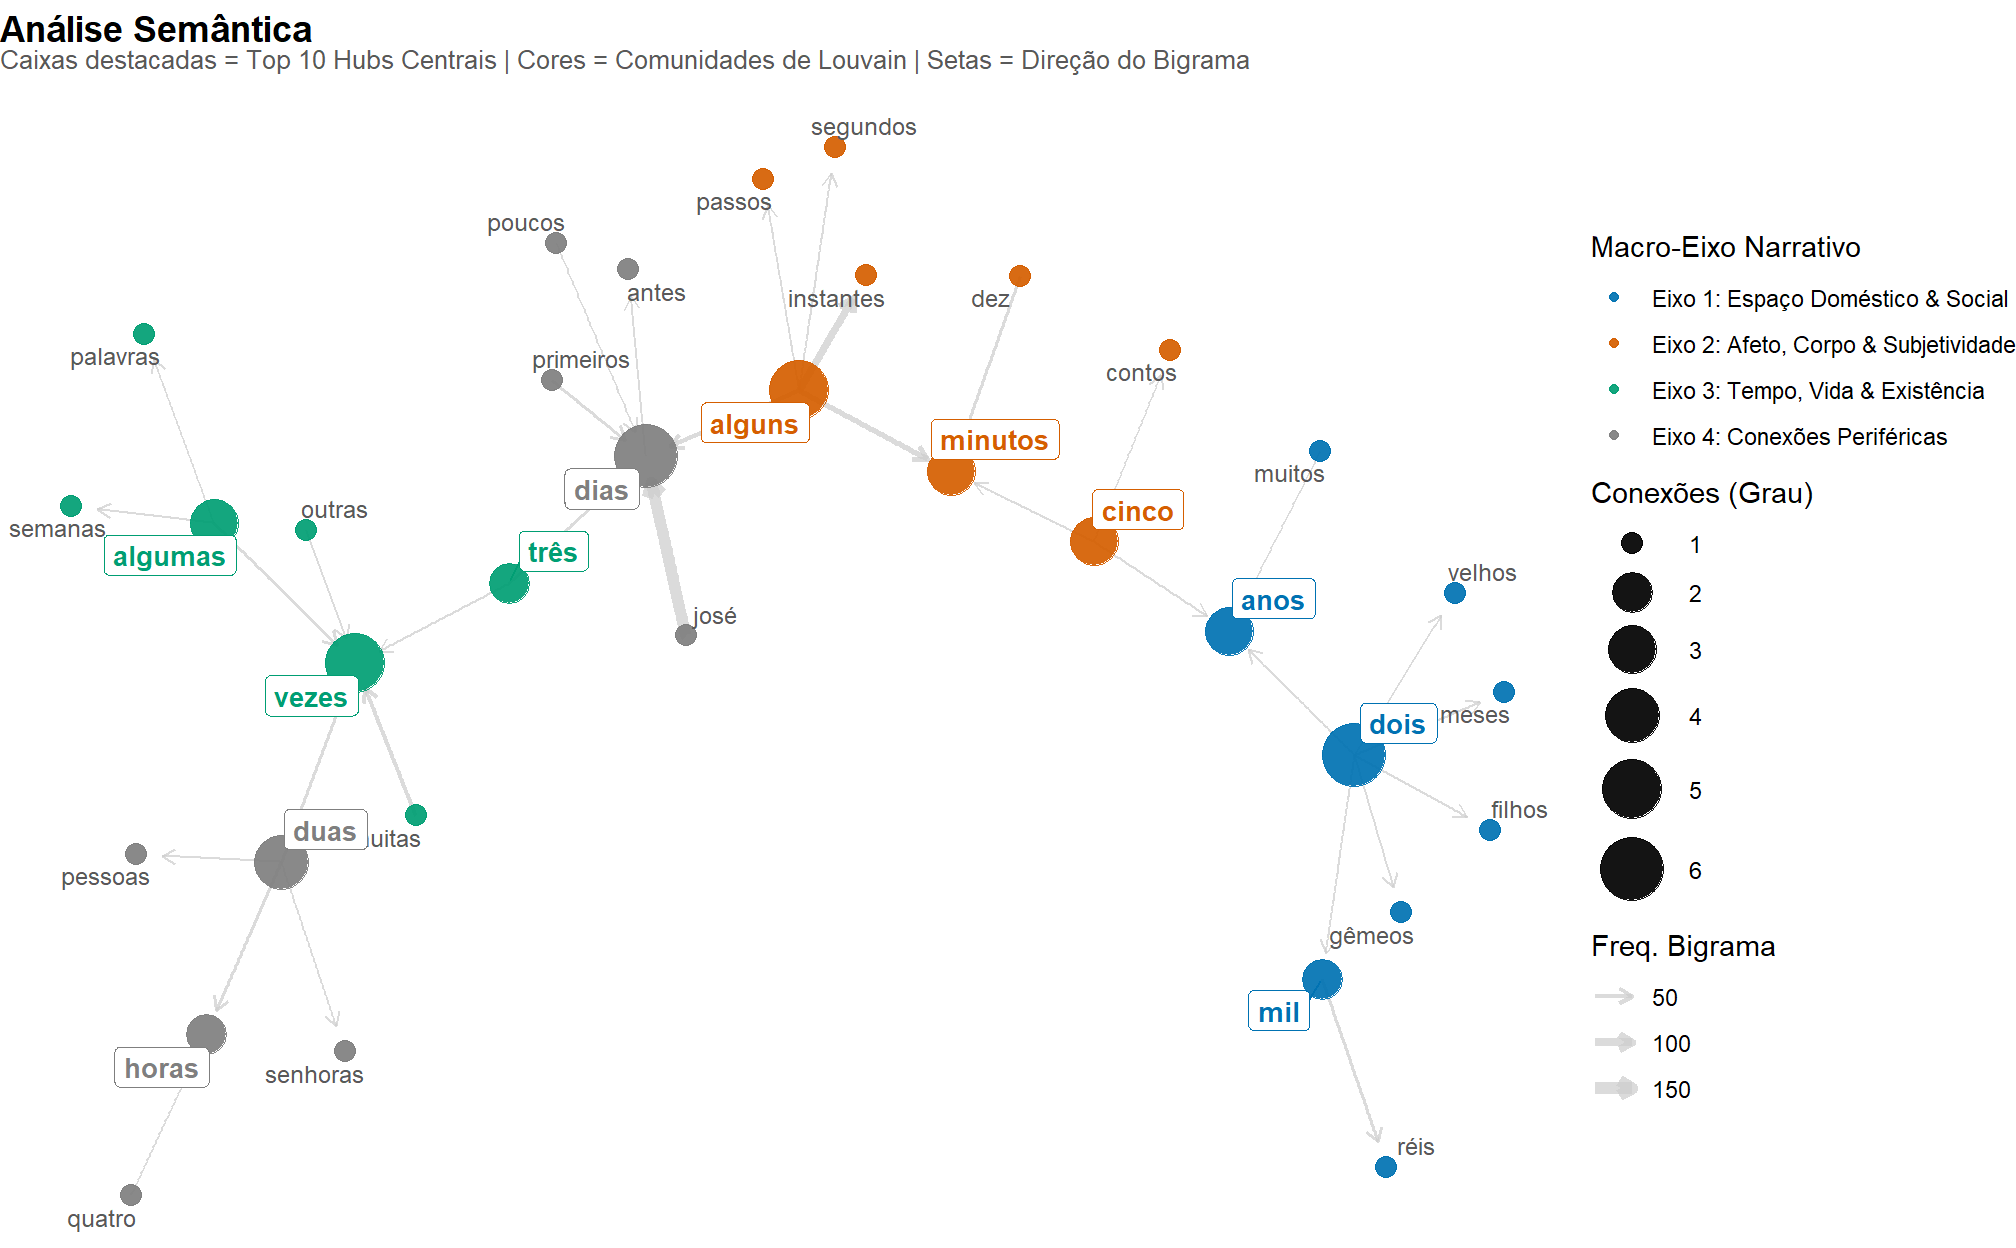 Análise Semântica
Caixas destacadas = Top 10 Hubs Centrais | Cores = Comunidades de Louvain | Setas = Direção do Bigrama
segundos
passos
poucos
antes
instantes
dez
primeiros
palavras
contos
alguns
minutos
muitos
dias
cinco
outras
semanas
algumas
três
velhos
anos
josé
vezes
dois
meses
filhos
duas
uitas
pessoas
gêmeos
mil
horas
senhoras
réis
quatro
Macro-Eixo Narrativo
Eixo 1: Espaço Doméstico & Social
Eixo 2: Afeto, Corpo & Subjetividade
Eixo 3: Tempo, Vida & Existência
Eixo 4: Conexões Periféricas
Conexões (Grau)
1
2
3
4
5
6
Freq. Bigrama
50
100
150